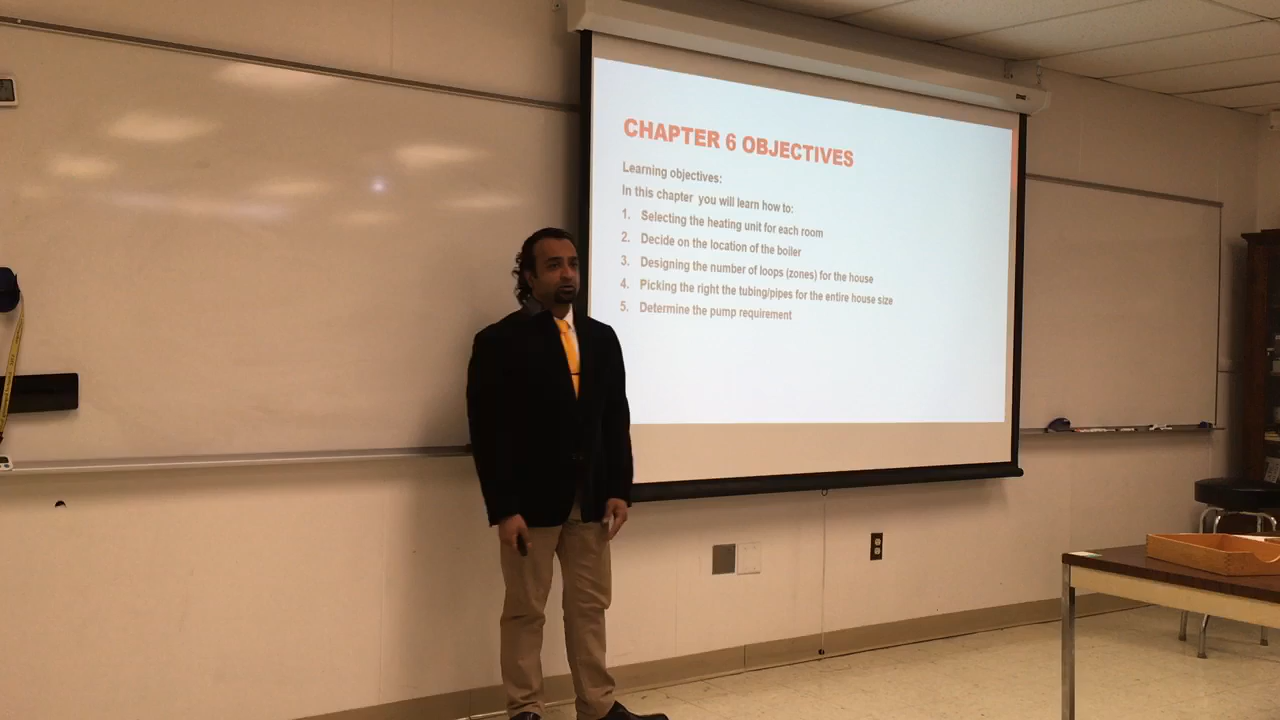 CHAPTER 6 OBJECTIVES
Learning objectives:
In this chapter you will learn how to:
1. Selecting the heating unit for each room
2. Decide on the location of the boiler
3. Designing the number of loops (zones) for the house
4. Picking the right the tubing/pipes for the entire house size
5. Determine the pump requirement